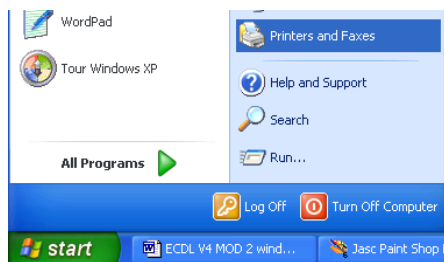 WordPad
Tour Windows XP
All Programs
Printers and Faxes
Help and Support
Search
Run...
Log Off
Turn Off Computer
start
ECDL V4 MOD 2 wind...
Jasc Paint Shop